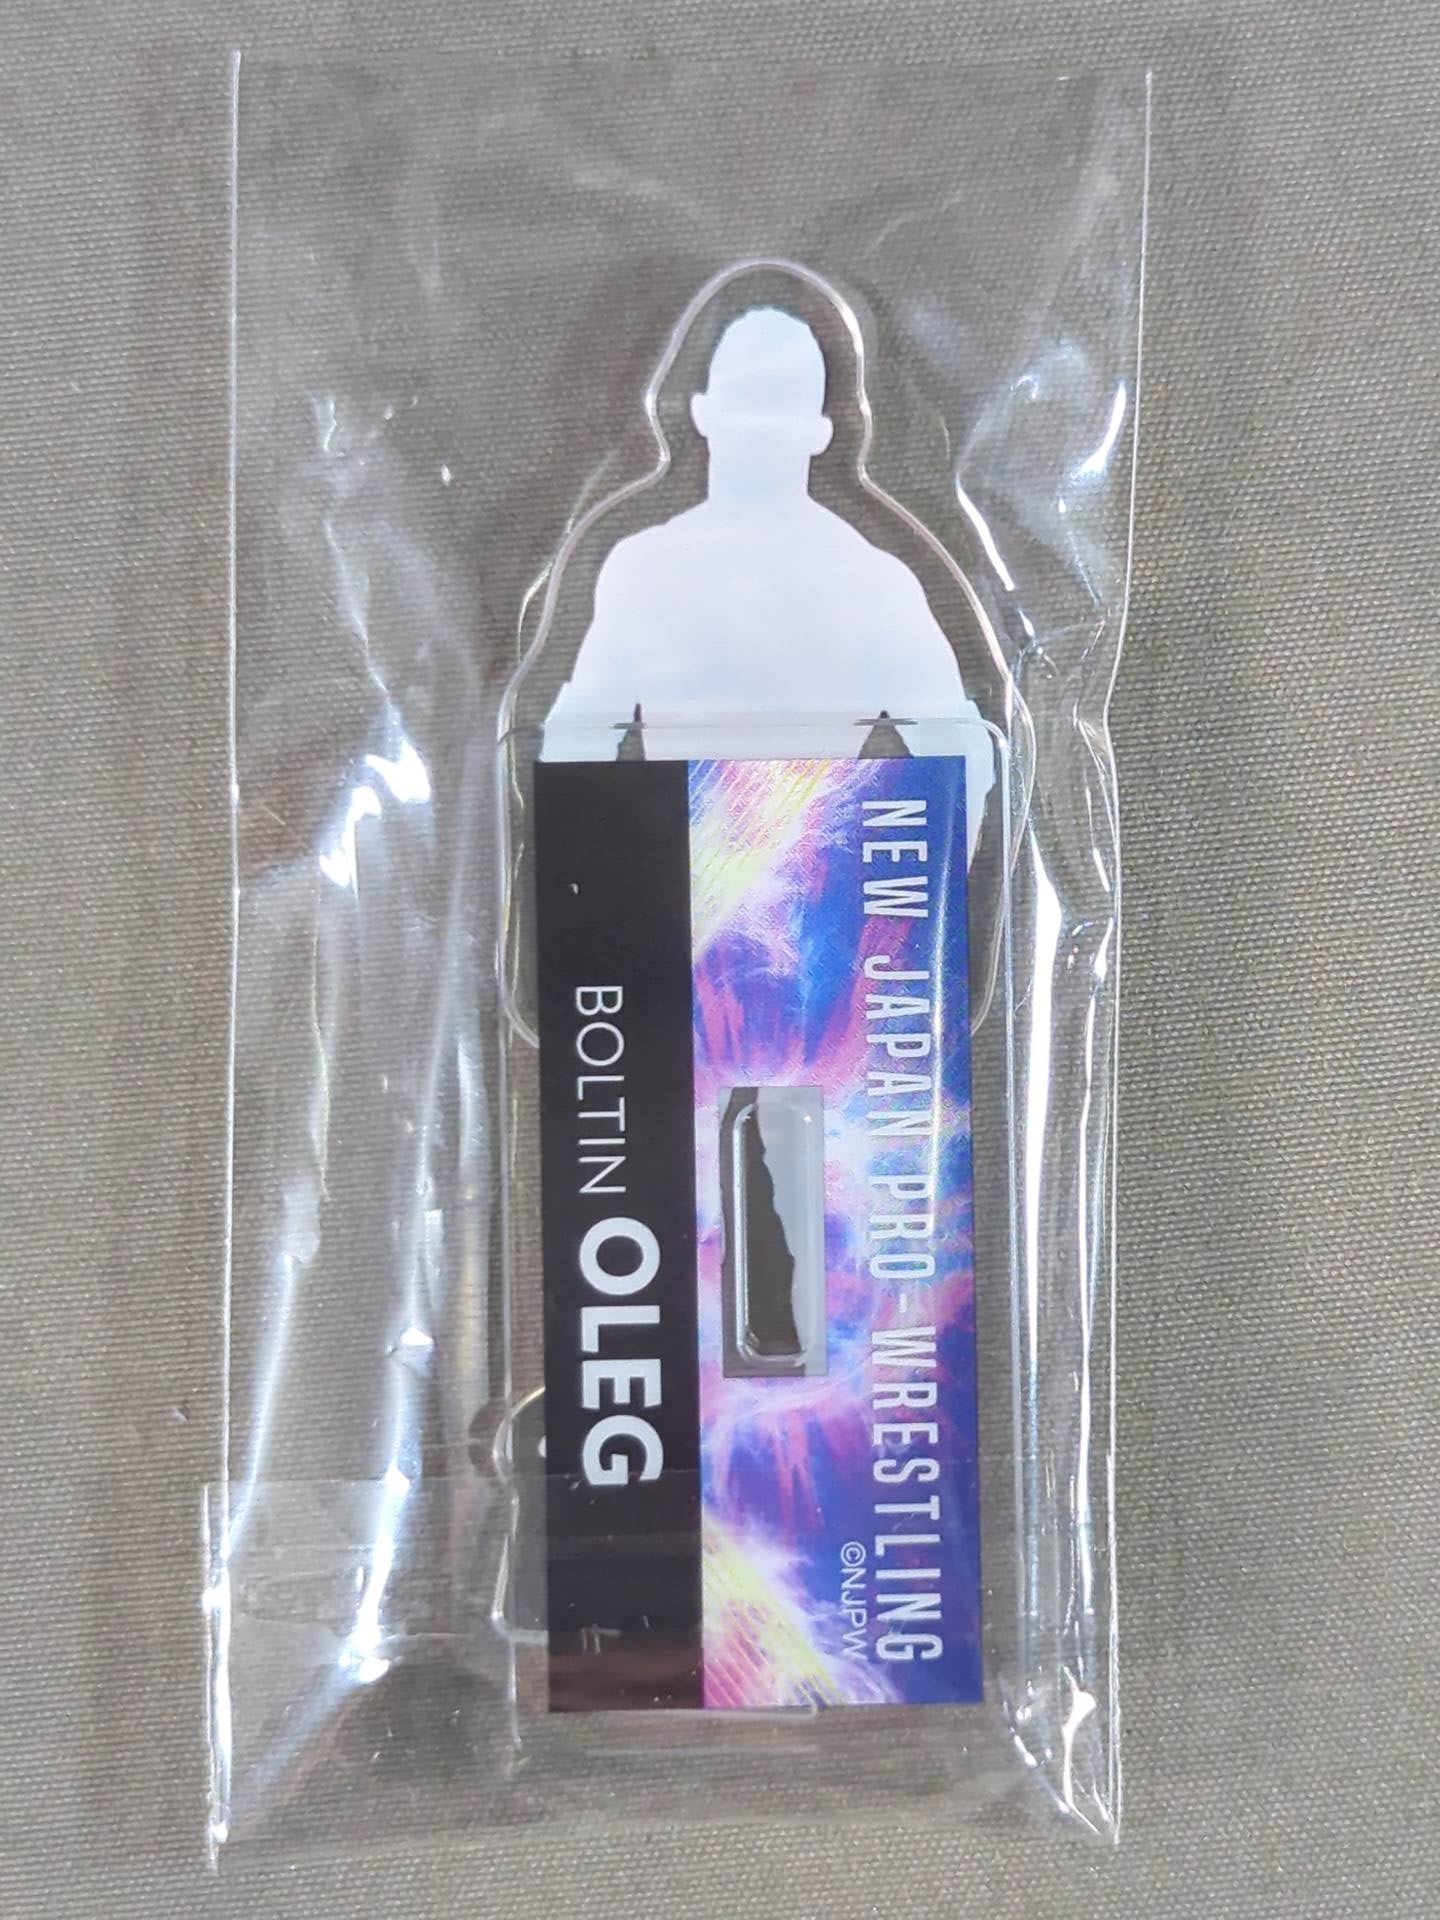 NEW JAPAN PRO-WRESTLING
©NJPW
BOLTIN OLEG